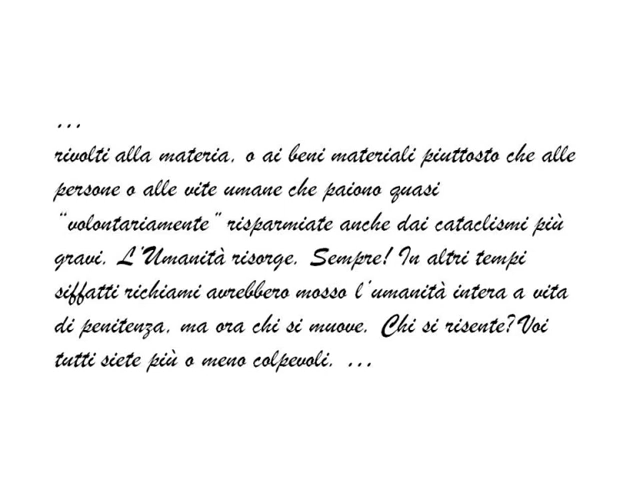 ...
rivolti alla materia, o ai beni materiali piuttosto che alle
persone o alle vite umane che paiono quasi
“volontariamente” risparmiate anche dai cataclismi più
gravi. L'Umanità risorge. Sempre! In altri tempi
siffatti richiami avrebbero mosso l'umanità intera a vita
di penitenza, ma ora chi si muove. Chi si risente? Voi
tutti siete più o meno colpevoli. ...